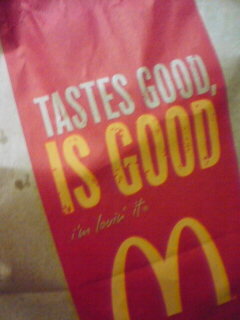 TASTES GOOD,
IS GOOD
i'm lovin' it®
M